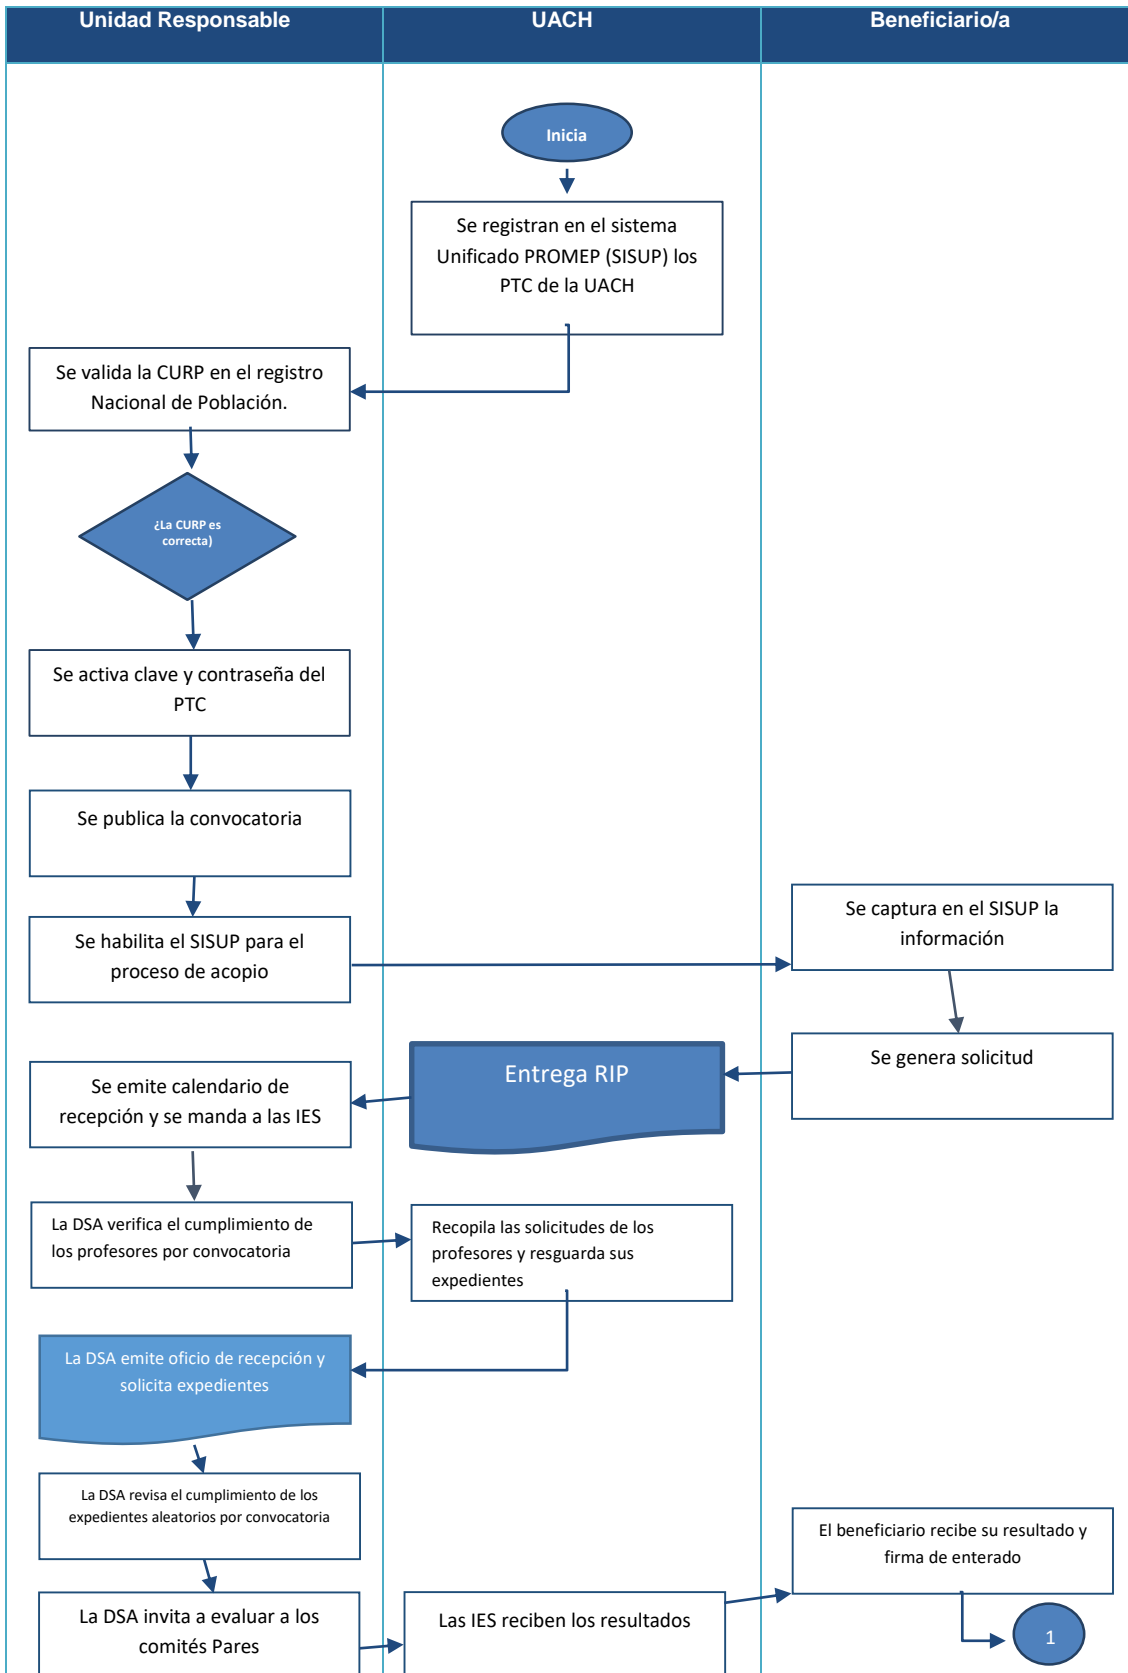 Unidad Responsable
UACH
Beneficiario/a
Inicia
Se registran en el sistema
Unificado PROMEP (SISUP) los
PTC de la UACH
Se valida la CURP en el registro
Nacional de Población.
¿La CURP es
correcta)
Se activa clave y contraseña del
PTC
Se publica la convocatoria
Se habilita el SISUP para el
proceso de acopio
Se captura en el SISUP la
información
Se genera solicitud
Entrega RIP
Se emite calendario de
recepción y se manda a las IES
La DSA verifica el cumplimiento de
los profesores por convocatoria
Recopila las solicitudes de los
profesores y resguarda sus
expedientes
La DSA emite oficio de recepción y
solicita expedientes
La DSA revisa el cumplimiento de los
expedientes aleatorios por convocatoria
La DSA invita a evaluar a los
comités Pares
Las IES reciben los resultados
El beneficiario recibe su resultado y
firma de enterado
1